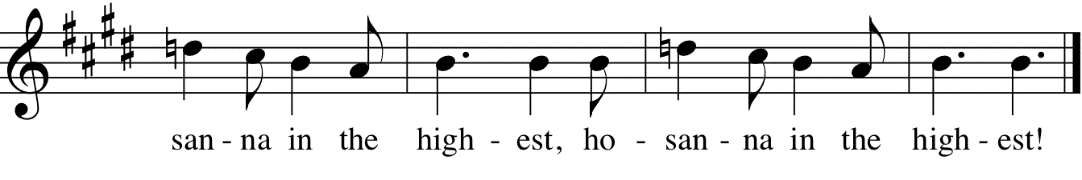 san - na in the high - est, ho - san - na in the high - est!